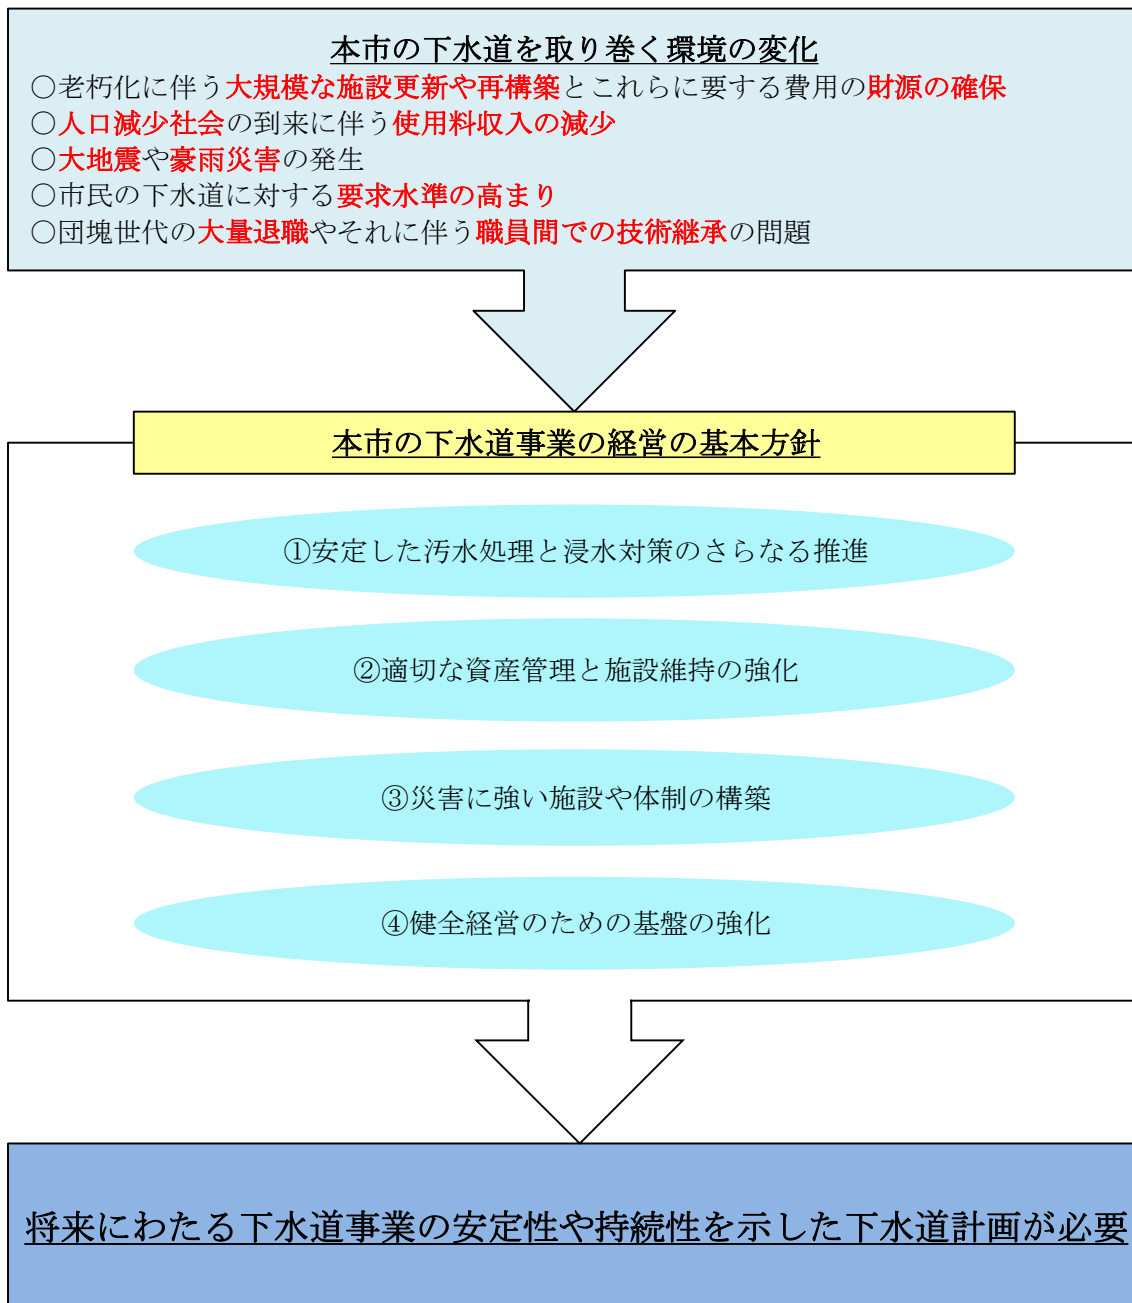 本市の下水道を取り巻く環境の変化
○老朽化に伴う大規模な施設更新や再構築とこれらに要する費用の財源の確保
○人口減少社会の到来に伴う使用料収入の減少
○大地震や豪雨災害の発生
○市民の下水道に対する要求水準の高まり
○団塊世代の大量退職やそれに伴う職員間での技術継承の問題
本市の下水道事業の経営の基本方針
①安定した汚水処理と浸水対策のさらなる推進
②適切な資産管理と施設維持の強化
③災害に強い施設や体制の構築
④健全経営のための基盤の強化
将来にわたる下水道事業の安定性や持続性を示した下水道計画が必要